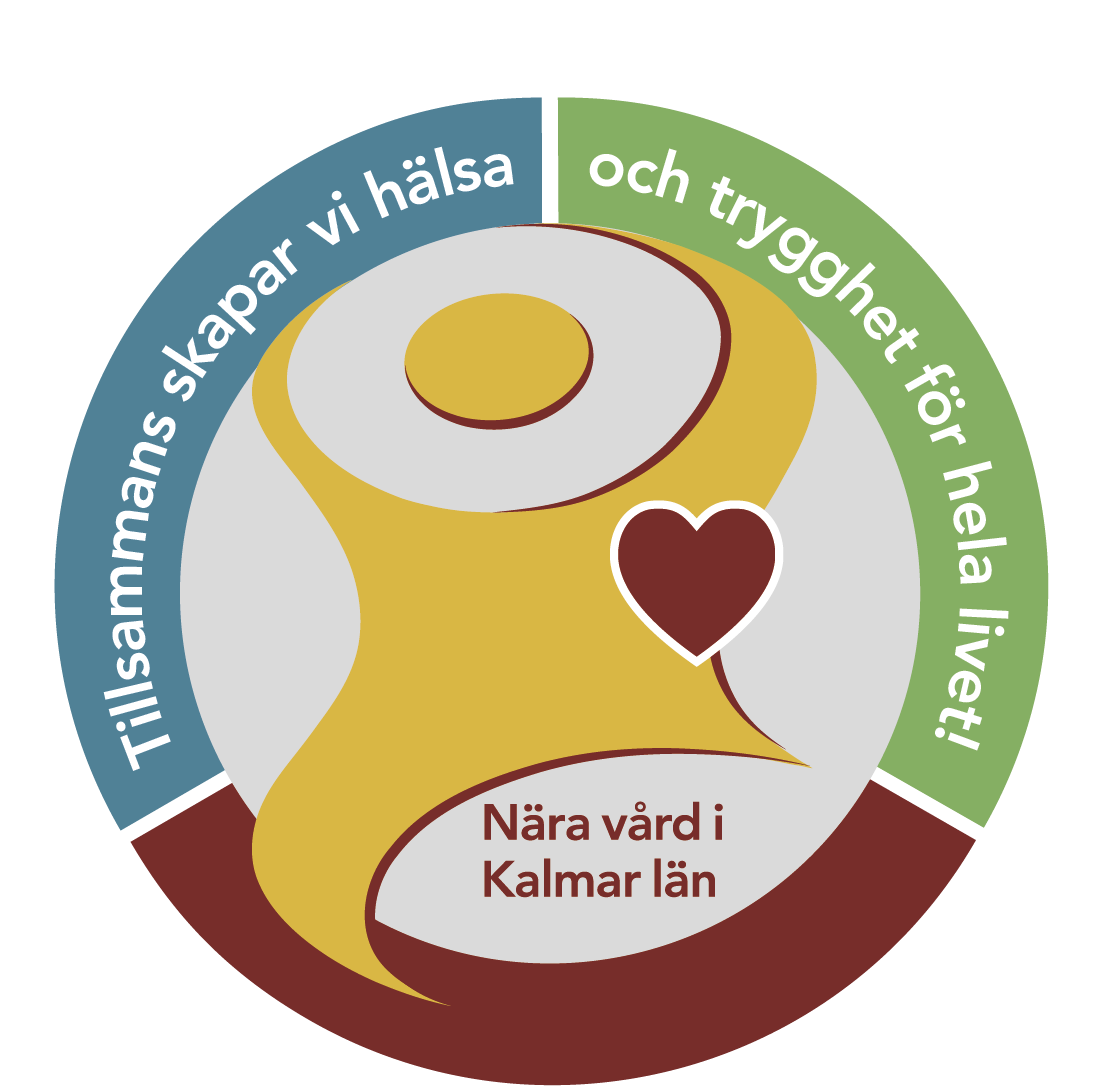 Tillsammans skapar vi hälsa
och trygghet för hela livet!
Nära vård i
Kalmar län